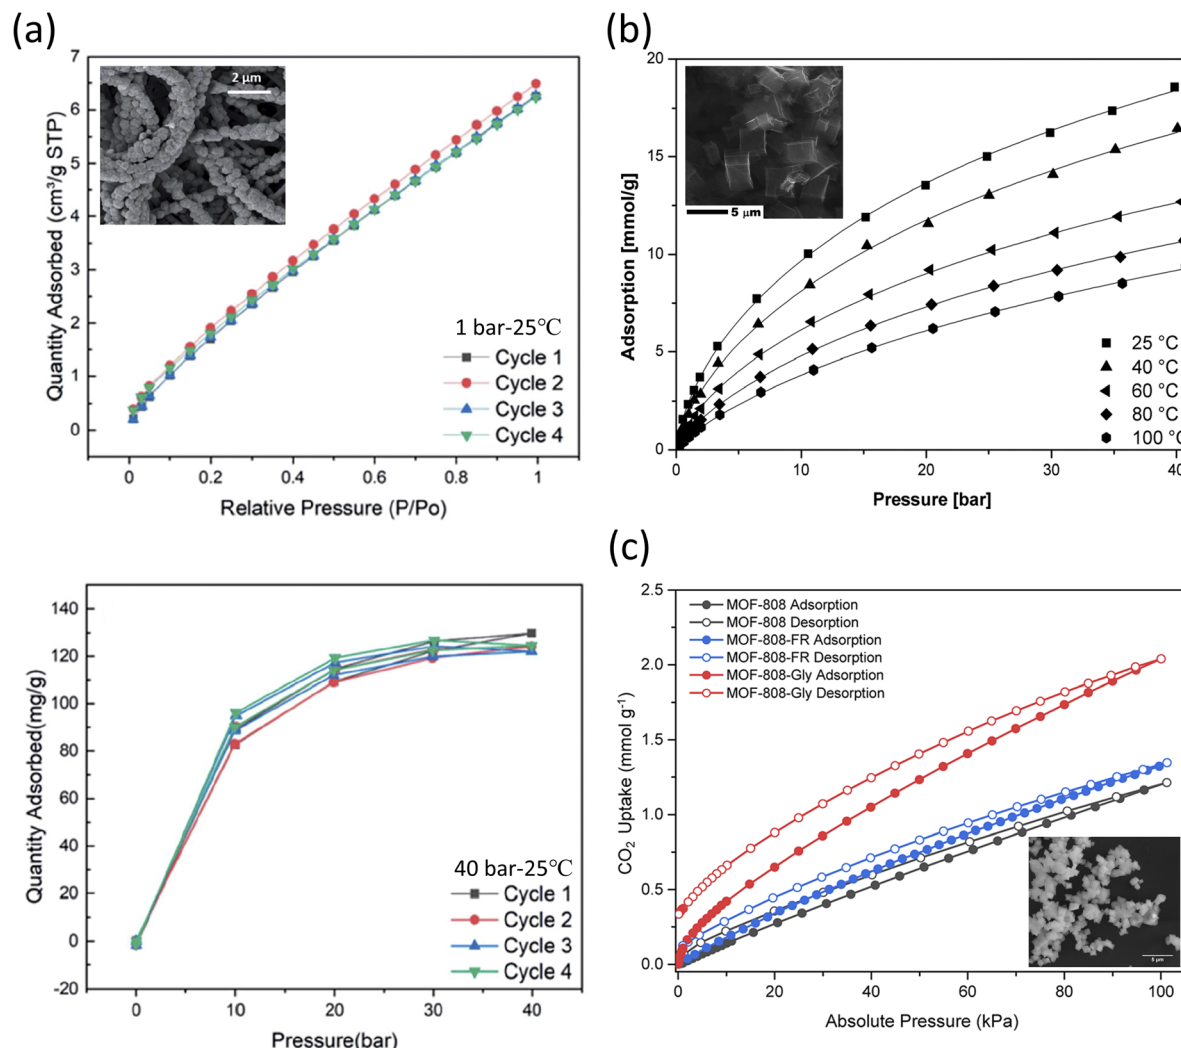 (a)
7
6
5
4
3
2
1
0
Quantity Adsorbed (cm³/g STP)
2 µm
1 bar-25℃
Cycle 1
Cycle 2
Cycle 3
Cycle 4
0 0.2 0.4 0.6 0.8 1
Relative Pressure (P/Po)
(b)
20
15
10
5
0
Adsorption [mmol/g]
5 µm
25 °C
40 °C
60 °C
80 °C
100 °C
0 10 20 30 40
Pressure [bar]
140
120
100
80
60
40
20
0
-20
Quantity Adsorbed(mg/g)
40 bar-25℃
Cycle 1
Cycle 2
Cycle 3
Cycle 4
0 10 20 30 40
Pressure(bar)
(c)
2.5
2.0
1.5
1.0
0.5
0.0
CO₂ Uptake (mmol g⁻¹)
MOF-808 Adsorption
MOF-808 Desorption
MOF-808-FR Adsorption
MOF-808-FR Desorption
MOF-808-Gly Adsorption
MOF-808-Gly Desorption
5 µm
0 20 40 60 80 100
Absolute Pressure (kPa)